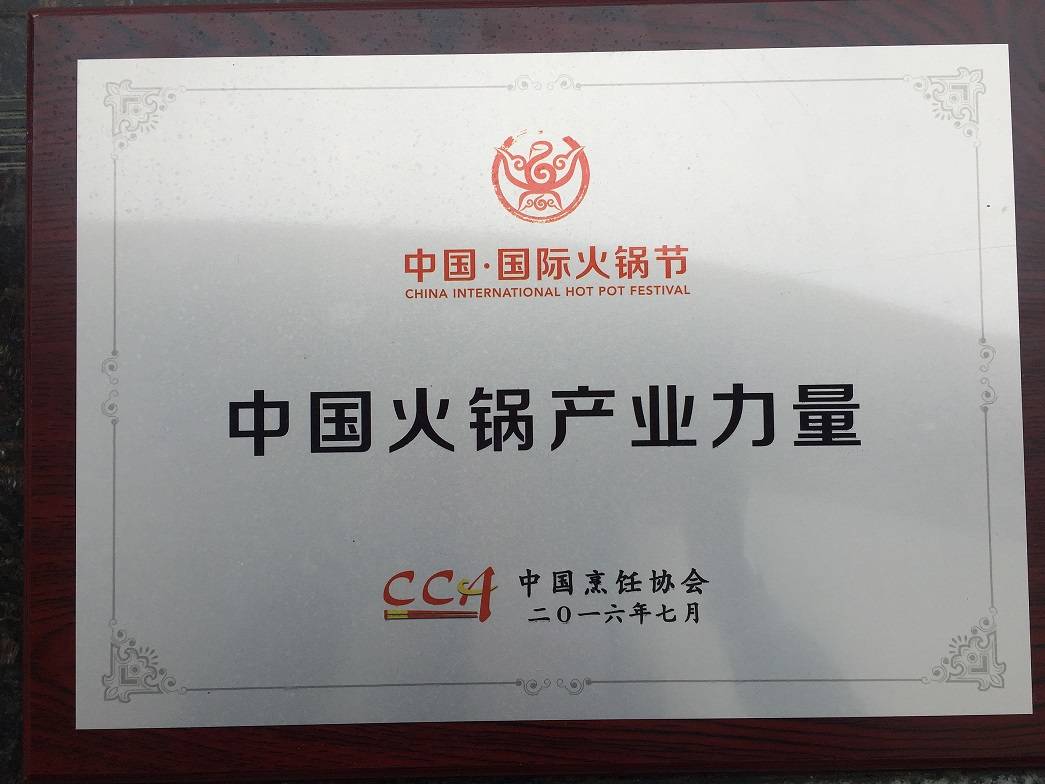 中国·国际火锅节
CHINA INTERNATIONAL HOT POT FESTIVAL
中国火锅产业力量
CCA 中国烹饪协会
二〇一六年七月